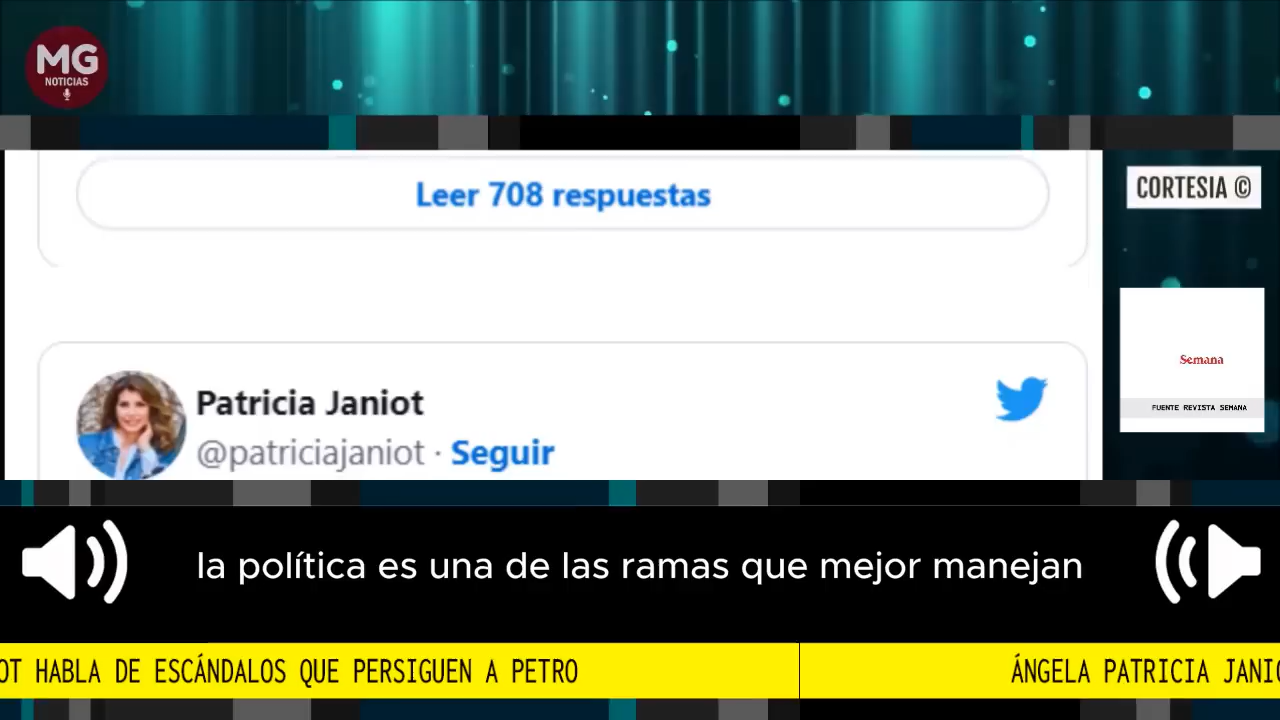 MG
NOTICIAS
Leer 708 respuestas
CORTESIA ©
Semana
FUENTE REVISTA SEMANA
Patricia Janiot
@patriciajaniot · Seguir
la política es una de las ramas que mejor manejan
OT HABLA DE ESCÁNDALOS QUE PERSIGUEN A PETRO
ÁNGELA PATRICIA JANIO